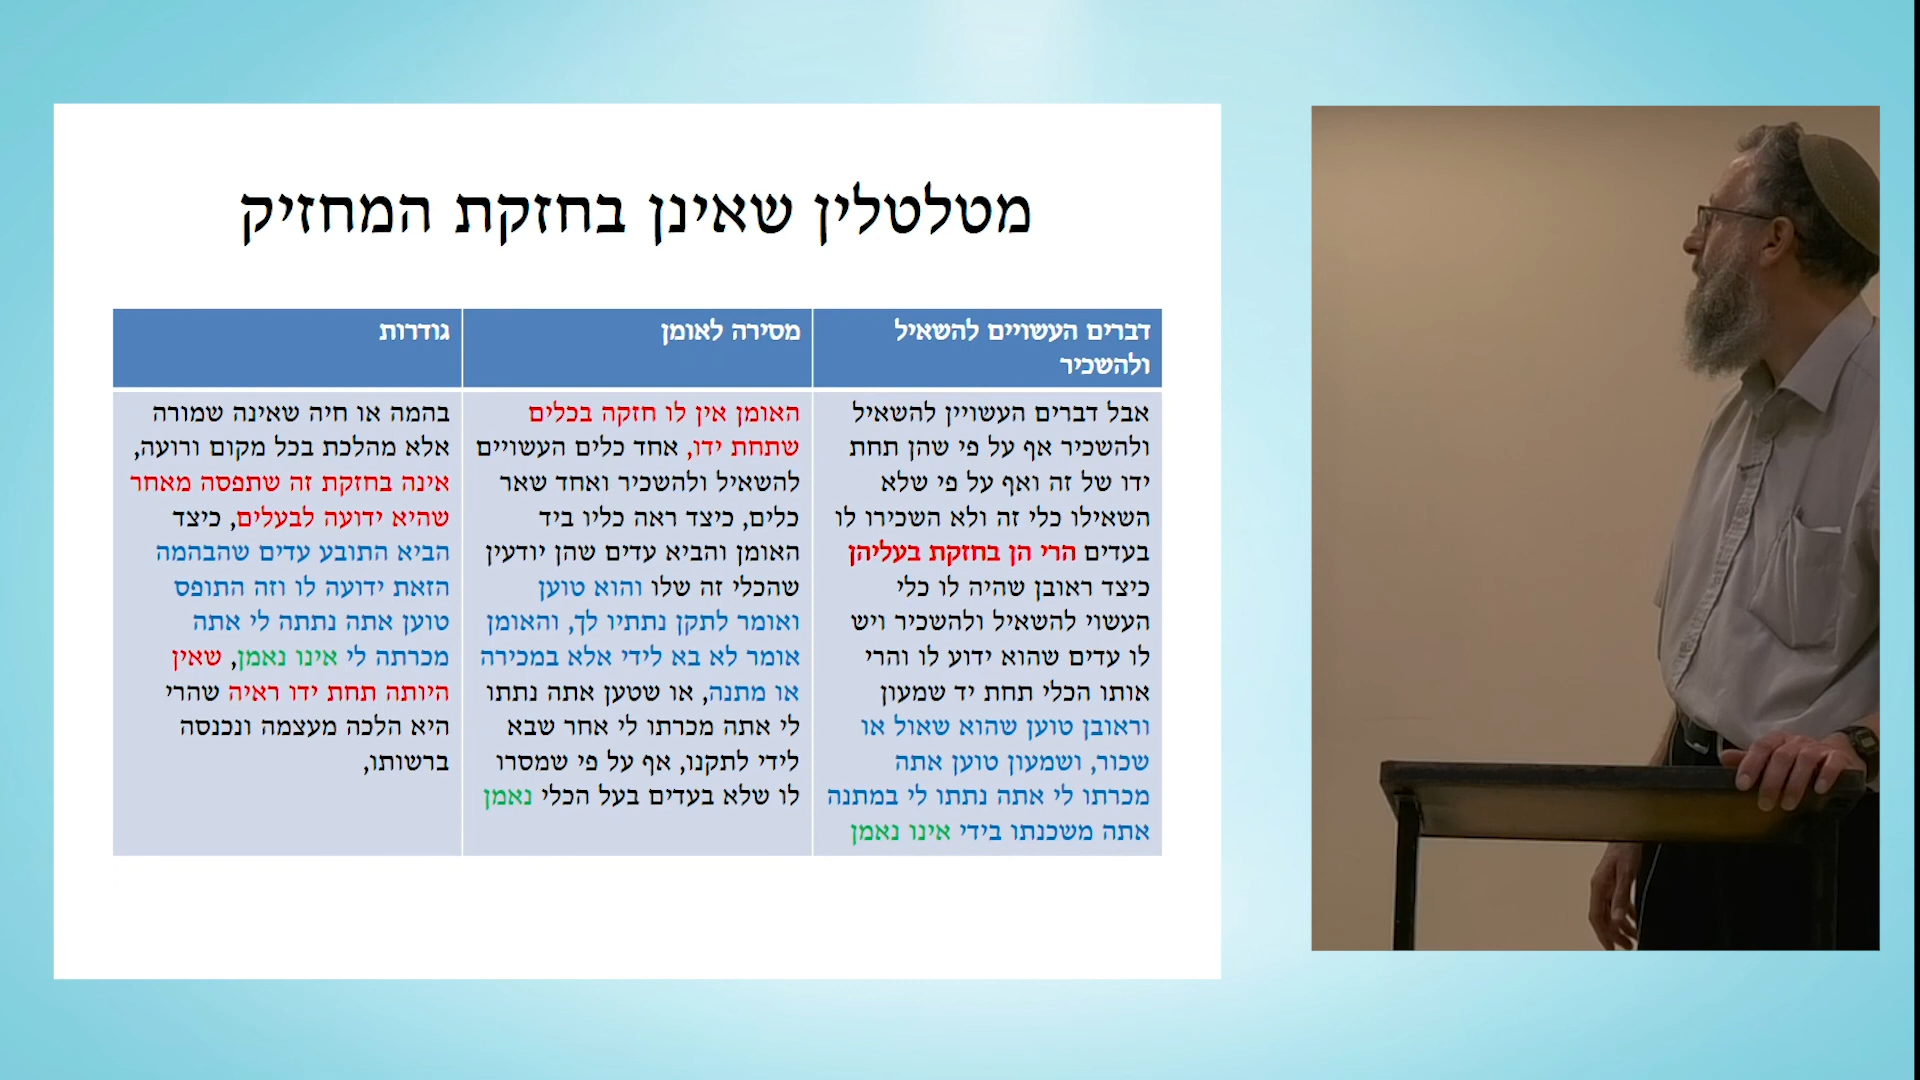 מטלטלין שאינן בחזקת המחזיק
דברים העשויים להשאיל
ולהשכיר
אבל דברים העשויין להשאיל
ולהשכיר אף על פי שהן תחת
ידו של זה ואף על פי שלא
השאילו כלי זה ולא השכירו לו
בעדים הרי הן בחזקת בעליהן
כיצד ראובן שהיה לו כלי
העשוי להשאיל ולהשכיר ויש
לו עדים שהוא ידוע לו והרי
אותו הכלי תחת יד שמעון
וראובן טוען שהוא שאול או
שכור, ושמעון טוען אתה
מכרתו לי אתה נתתו לי במתנה
אתה משכנתו בידי אינו נאמן
מסירה לאומן
האומן אין לו חזקה בכלים
שתחת ידו, אחד כלים העשויים
להשאיל ולהשכיר ואחד שאר
כלים, כיצד ראה כליו ביד
האומן והביא עדים שהן יודעין
שהכלי זה שלו והוא טוען
ואומר לתקן נתתיו לך, והאומן
אומר לא בא לידי אלא במכירה
או מתנה, או שטען אתה נתתו
לי אתה מכרתו לי אחר שבא
לידי לתקנו, אף על פי שמסרו
לו שלא בעדים בעל הכלי נאמן
גודרות
בהמה או חיה שאינה שמורה
אלא מהלכת בכל מקום ורועה,
אינה בחזקת זה שתפסה מאחר
שהיא ידועה לבעלים, כיצד
הביא התובע עדים שהבהמה
הזאת ידועה לו וזה התופס
טוען אתה נתתה לי אתה
מכרתה לי אינו נאמן, שאין
היותה תחת ידו ראיה שהרי
היא הלכה מעצמה ונכנסה
ברשותו,